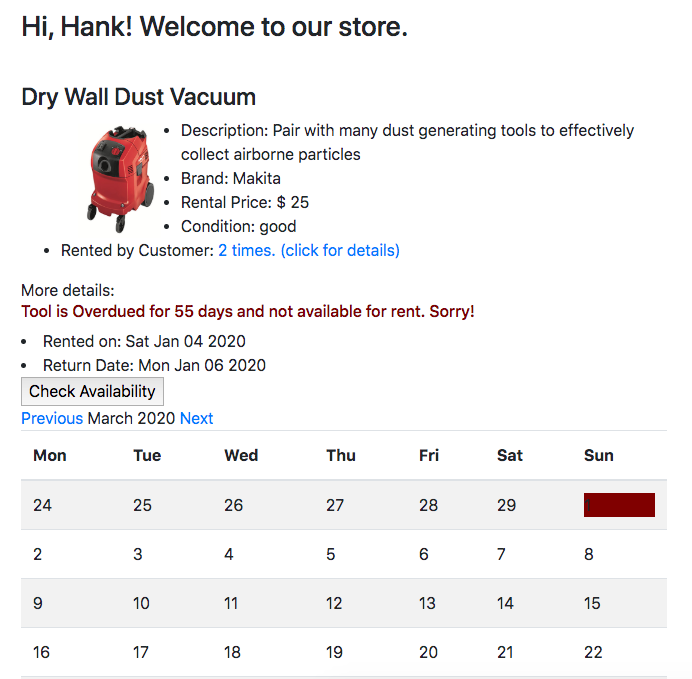 Hi, Hank! Welcome to our store.
Dry Wall Dust Vacuum
• Description: Pair with many dust generating tools to effectively
collect airborne particles
• Brand: Makita
• Rental Price: $ 25
• Condition: good
• Rented by Customer: 2 times. (click for details)
More details:
Tool is Overdued for 55 days and not available for rent. Sorry!
• Rented on: Sat Jan 04 2020
• Return Date: Mon Jan 06 2020
Check Availability
Previous March 2020 Next
Mon Tue Wed Thu Fri Sat Sun
24 25 26 27 28 29
2 3 4 5 6 7 8
9 10 11 12 13 14 15
16 17 18 19 20 21 22